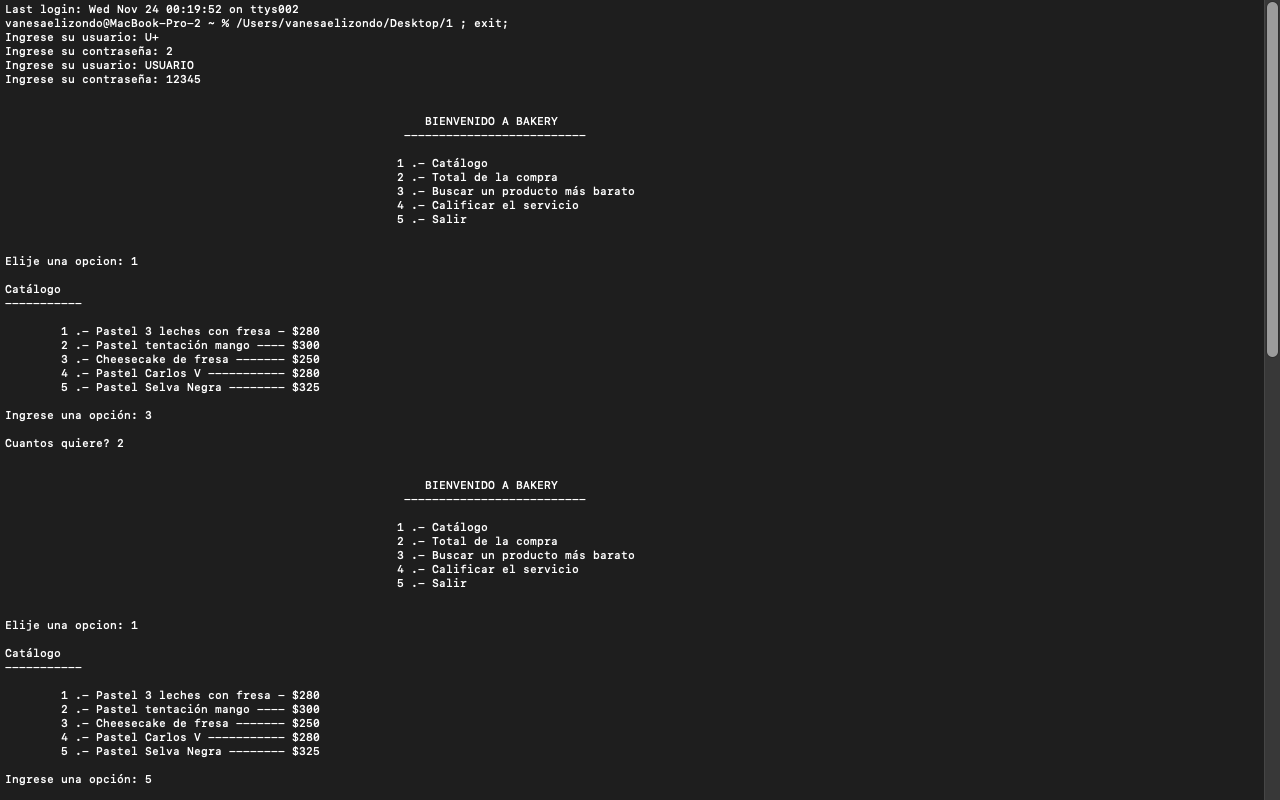 Last login: Wed Nov 24 00:19:52 on ttys002
vanesaelizondo@MacBook-Pro-2 ~ % /Users/vanesaelizondo/Desktop/1 ; exit;
Ingrese su usuario: U+
Ingrese su contraseña: 2
Ingrese su usuario: USUARIO
Ingrese su contraseña: 12345
BIENVENIDO A BAKERY
--------------------------
1 .- Catálogo
2 .- Total de la compra
3 .- Buscar un producto más barato
4 .- Calificar el servicio
5 .- Salir
Elije una opcion: 1
Catálogo
-----------
1 .- Pastel 3 leches con fresa - $280
2 .- Pastel tentación mango ---- $300
3 .- Cheesecake de fresa ------- $250
4 .- Pastel Carlos V ----------- $280
5 .- Pastel Selva Negra -------- $325
Ingrese una opción: 3
Cuantos quiere? 2
BIENVENIDO A BAKERY
--------------------------
1 .- Catálogo
2 .- Total de la compra
3 .- Buscar un producto más barato
4 .- Calificar el servicio
5 .- Salir
Elije una opcion: 1
Catálogo
-----------
1 .- Pastel 3 leches con fresa - $280
2 .- Pastel tentación mango ---- $300
3 .- Cheesecake de fresa ------- $250
4 .- Pastel Carlos V ----------- $280
5 .- Pastel Selva Negra -------- $325
Ingrese una opción: 5